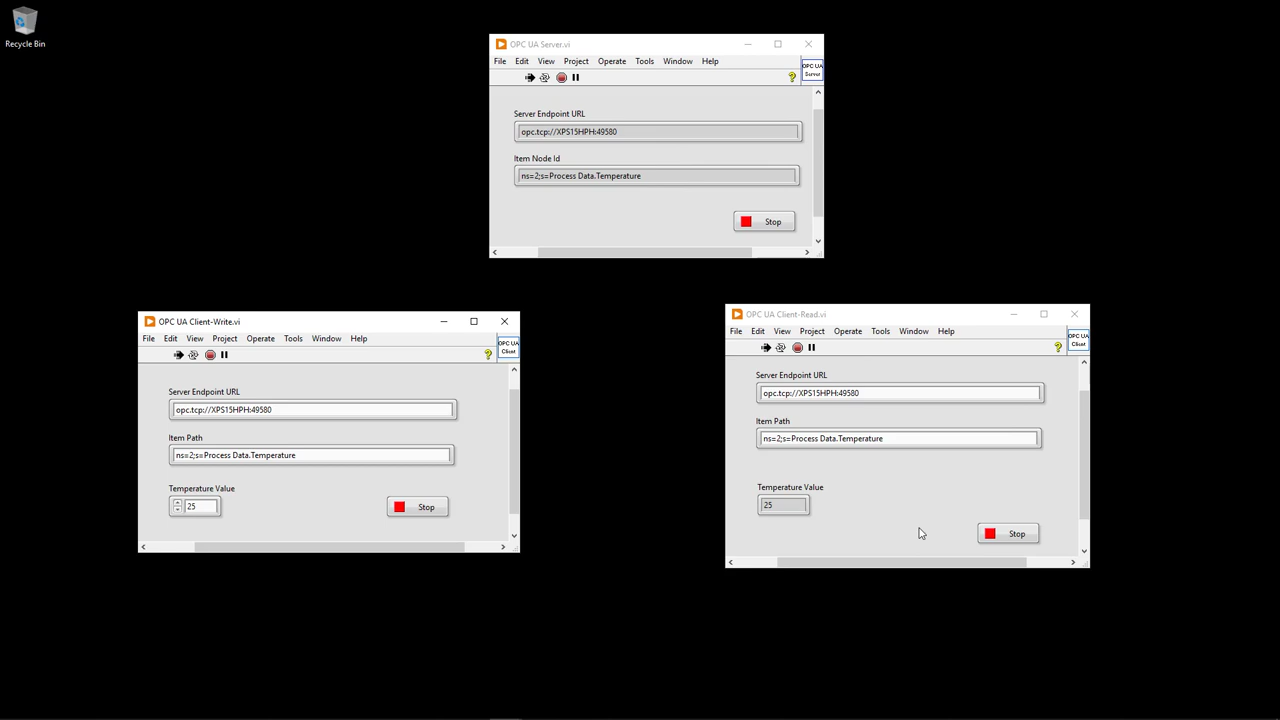 Recycle Bin
OPC UA Server.vi
File Edit View Project Operate Tools Window Help
?
OPC UA
Server
Server Endpoint URL
opc.tcp://XPS15HPH:49580
Item Node Id
ns=2;s=Process Data.Temperature
Stop
OPC UA Client-Write.vi
File Edit View Project Operate Tools Window Help
?
OPC UA
Client
Server Endpoint URL
opc.tcp://XPS15HPH:49580
Item Path
ns=2;s=Process Data.Temperature
Temperature Value
25
Stop
OPC UA Client-Read.vi
File Edit View Project Operate Tools Window Help
?
OPC UA
Client
Server Endpoint URL
opc.tcp://XPS15HPH:49580
Item Path
ns=2;s=Process Data.Temperature
Temperature Value
25
Stop